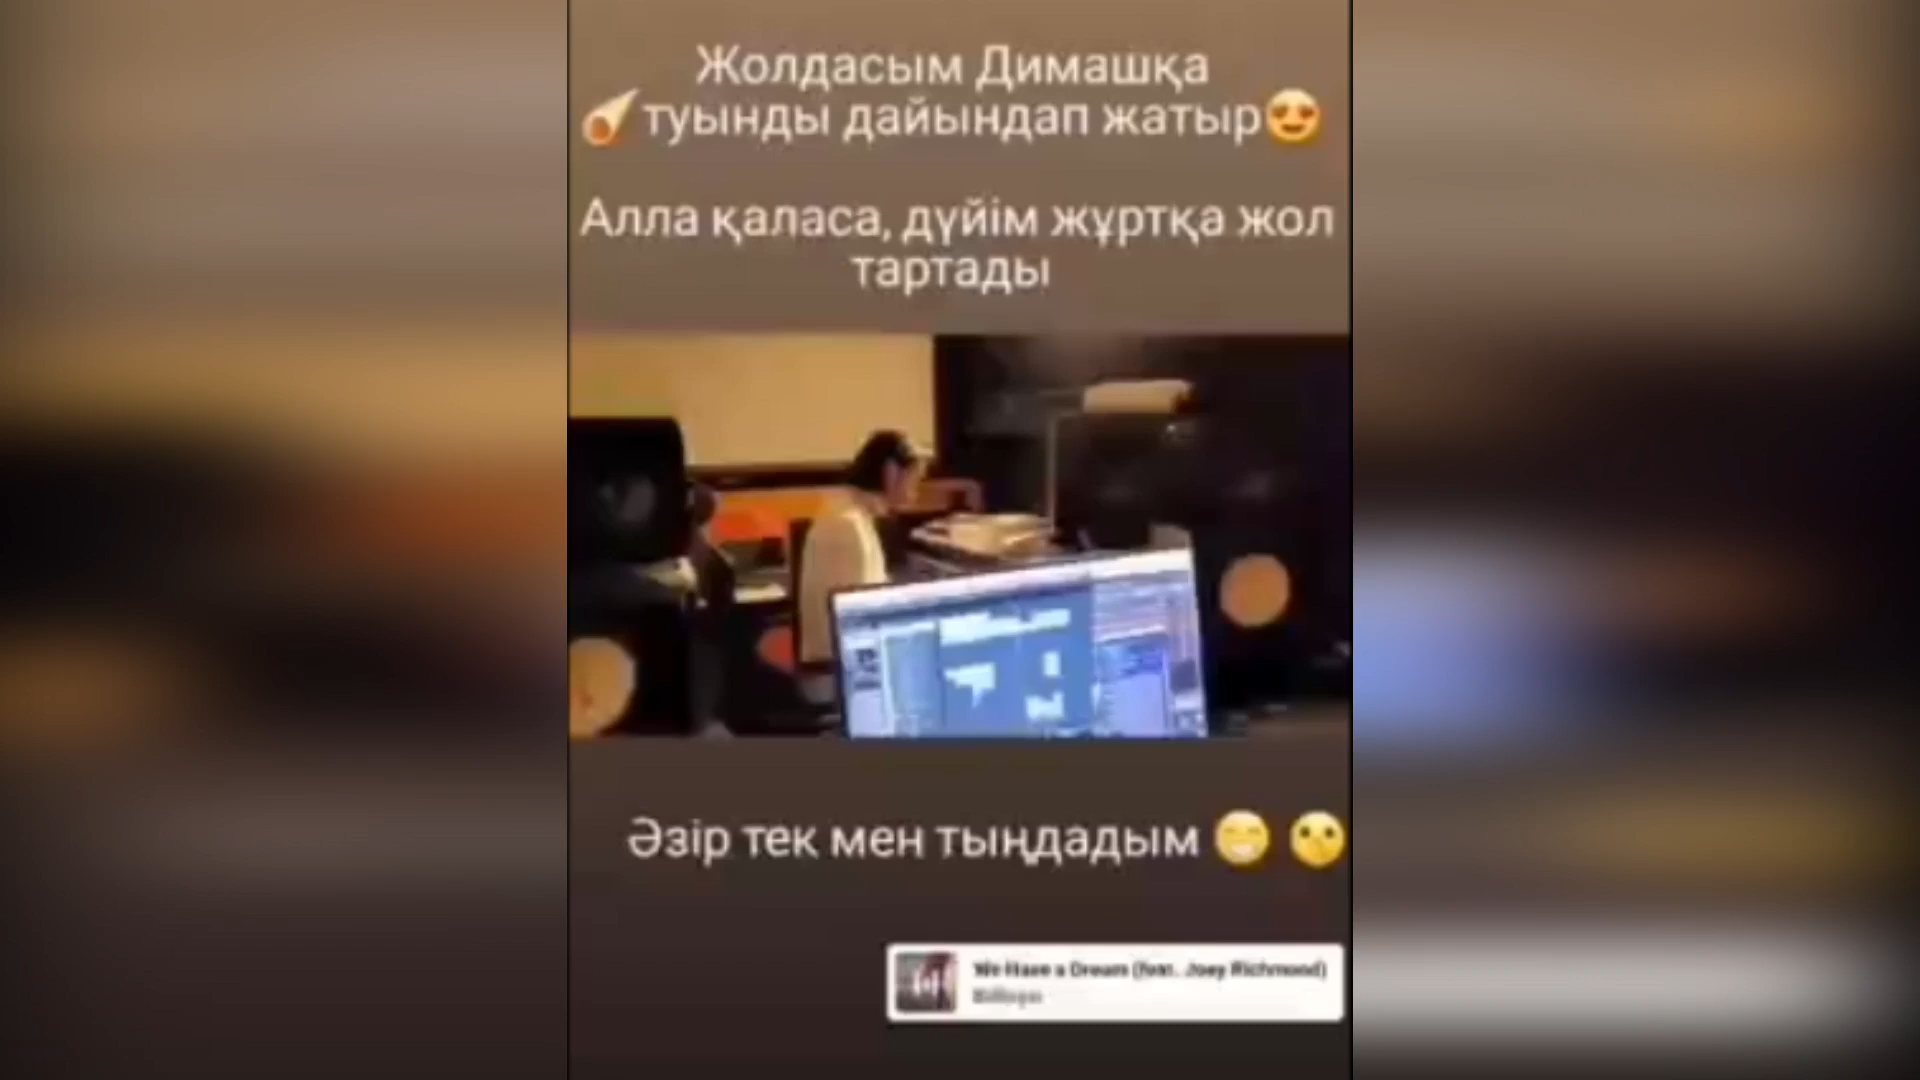 Жолдасым Димашқа
туынды дайындап жатыр
Алла қаласа, дүйім жұртқа жол
тартады
Әзір тек мен тыңдадым
We Have a Dream (feat. Joey Richmond)